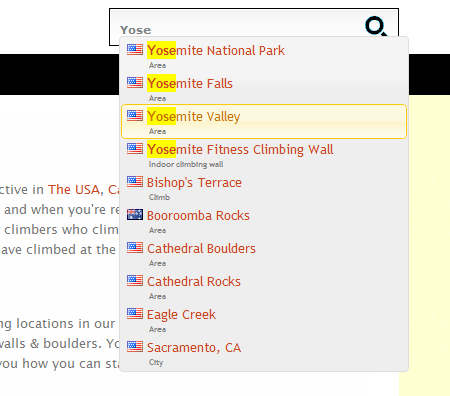 Yose
Yosemite National Park
Area
Yosemite Falls
Area
Yosemite Valley
Area
Yosemite Fitness Climbing Wall
Indoor climbing wall
Bishop's Terrace
Climb
Booroomba Rocks
Area
Cathedral Boulders
Area
Cathedral Rocks
Area
Eagle Creek
Area
Sacramento, CA
City
ctive in The USA, Ca
and when you're re
climbers who clim
ave climbed at the
ng locations in our
walls & boulders. Yo
you how you can sta